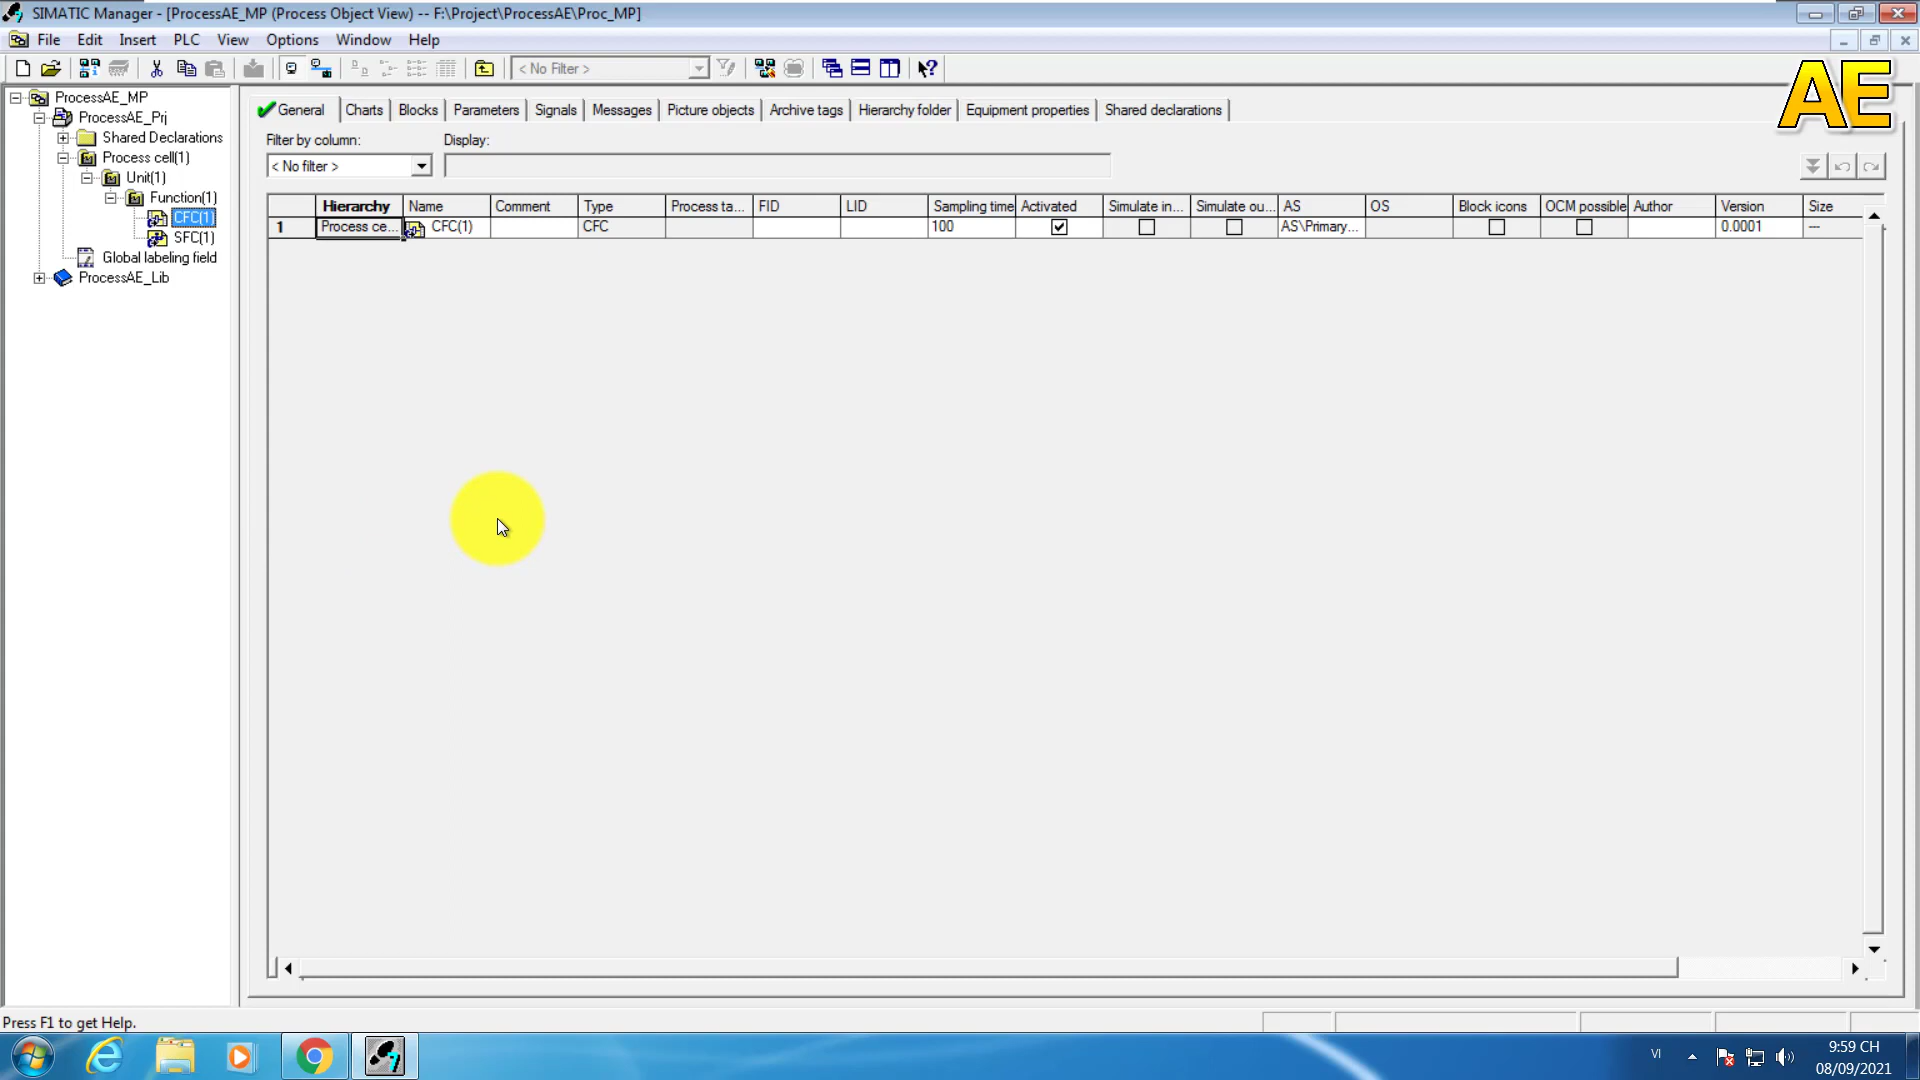 SIMATIC Manager - [ProcessAE_MP (Process Object View) -- F:\Project\ProcessAE\Proc_MP]
File Edit Insert PLC View Options Window Help
< No Filter >
AE
ProcessAE_MP
ProcessAE_Prj
Shared Declarations
Process cell(1)
Unit(1)
Function(1)
CFC(1)
SFC(1)
Global labeling field
ProcessAE_Lib
General Charts Blocks Parameters Signals Messages Picture objects Archive tags Hierarchy folder Equipment properties Shared declarations
Filter by column: Display:
< No filter >
Hierarchy Name Comment Type Process ta... FID LID Sampling time Activated Simulate in... Simulate ou... AS OS Block icons OCM possible Author Version Size
1 Process ce... CFC(1) CFC 100 AS\Primary... 0.0001 ---
Press F1 to get Help.
VI
9:59 CH
08/09/2021